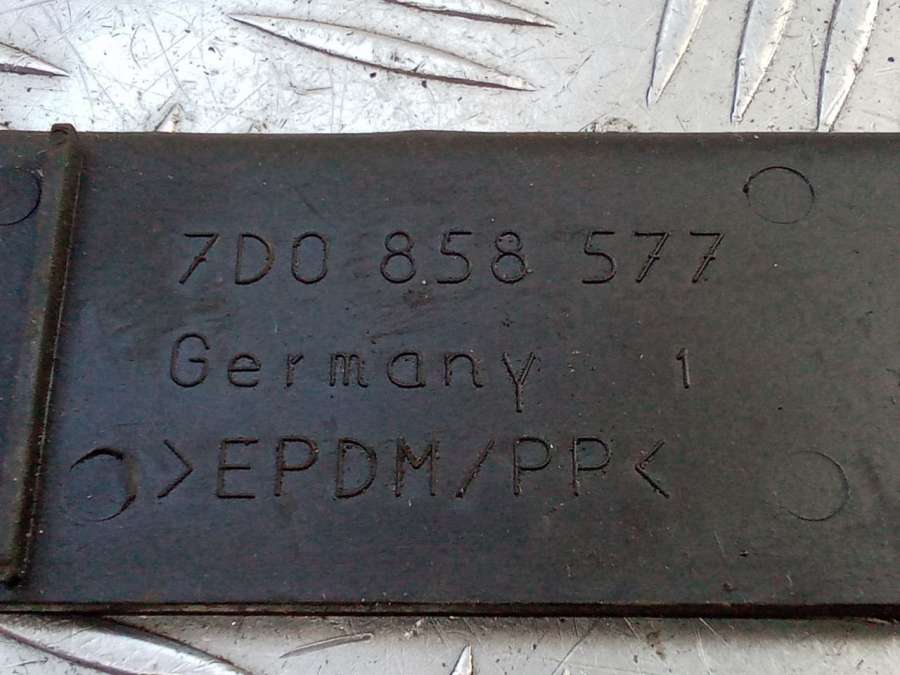 7D0 858 577
Germany 1
>EPDM/PP<